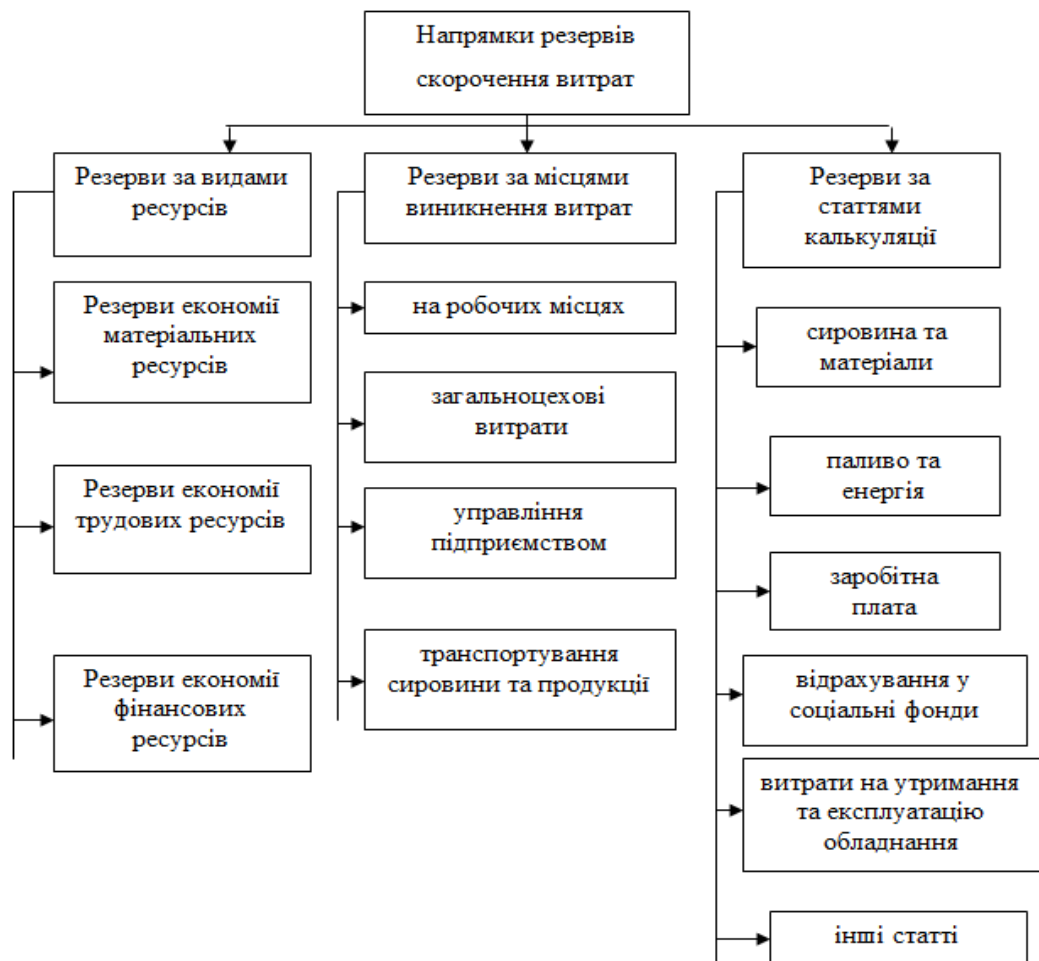 Напрямки резервів
скорочення витрат
Резерви за видами
ресурсів
Резерви економії
матеріальних
ресурсів
Резерви економії
трудових ресурсів
Резерви економії
фінансових
ресурсів
Резерви за місцями
виникнення витрат
на робочих місцях
загальноцехові
витрати
управління
підприємством
транспортування
сировини та продукції
Резерви за
статтями
калькуляції
сировина та
матеріали
паливо та
енергія
заробітна
плата
відрахування у
соціальні фонди
витрати на утримання
та експлуатацію
обладнання
інші статті